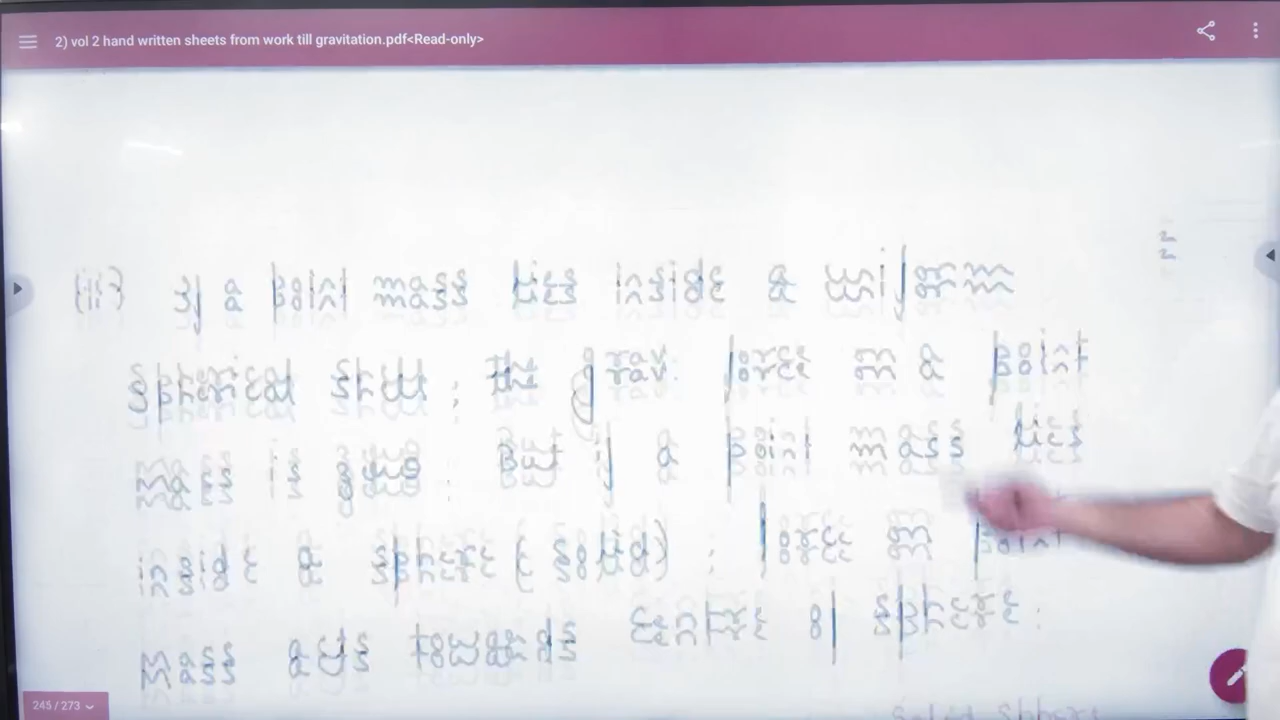 2) vol 2 hand written sheets from work till gravitation.pdf<Read-only>
(iii) If a point mass lies inside a uniform
spherical shell, the grav. force on a point
mass is zero. But if a point mass lies
inside a sphere (solid), force on point
mass acts towards centre of sphere.
Solid Sphere
245 / 273